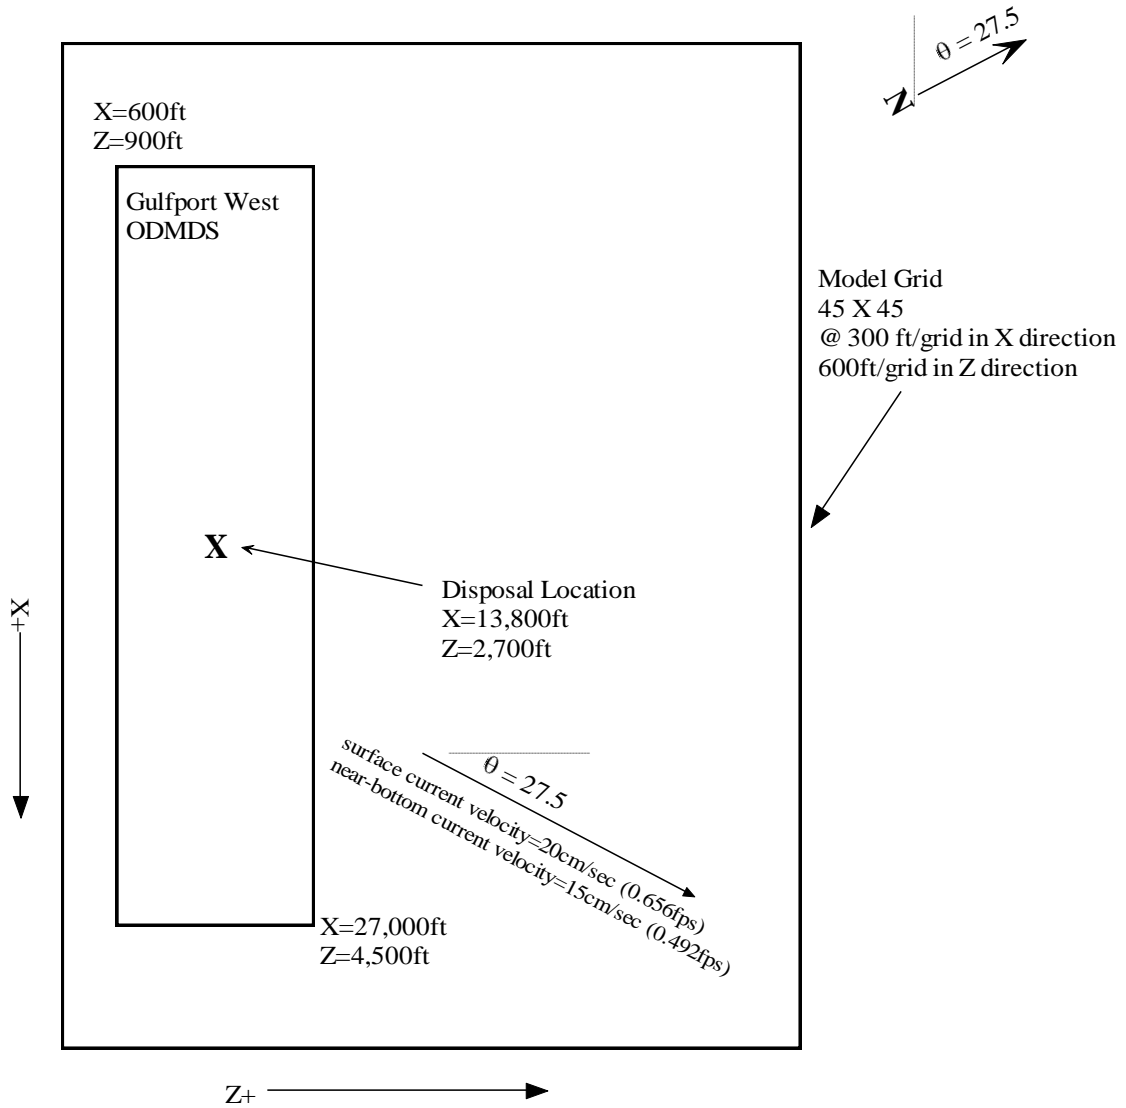 θ = 27.5
N
X=600ft
Z=900ft
Gulfport West
ODMDS
Model Grid
45 X 45
@ 300 ft/grid in X direction
600ft/grid in Z direction
X
Disposal Location
X=13,800ft
Z=2,700ft
+X
θ = 27.5
surface current velocity=20cm/sec (0.656fps)
near-bottom current velocity=15cm/sec (0.492fps)
X=27,000ft
Z=4,500ft
Z+